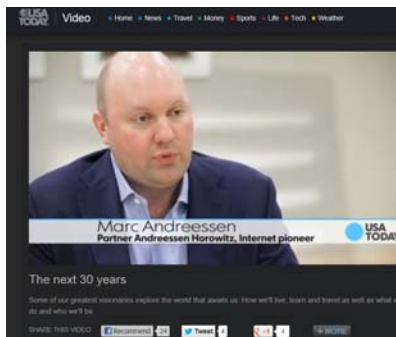 USA TODAY Video Home News Travel Money Sports Life Tech Weather
Marc Andreessen
Partner Andreessen Horowitz, Internet pioneer
USA
TODAY
The next 30 years
Some of our greatest visionaries explore the world that awaits us. How we'll live, learn and travel as well as what
do and who we'll be
SHARE THIS VIDEO Recommend 24 Tweet 4 +1 4 + MORE